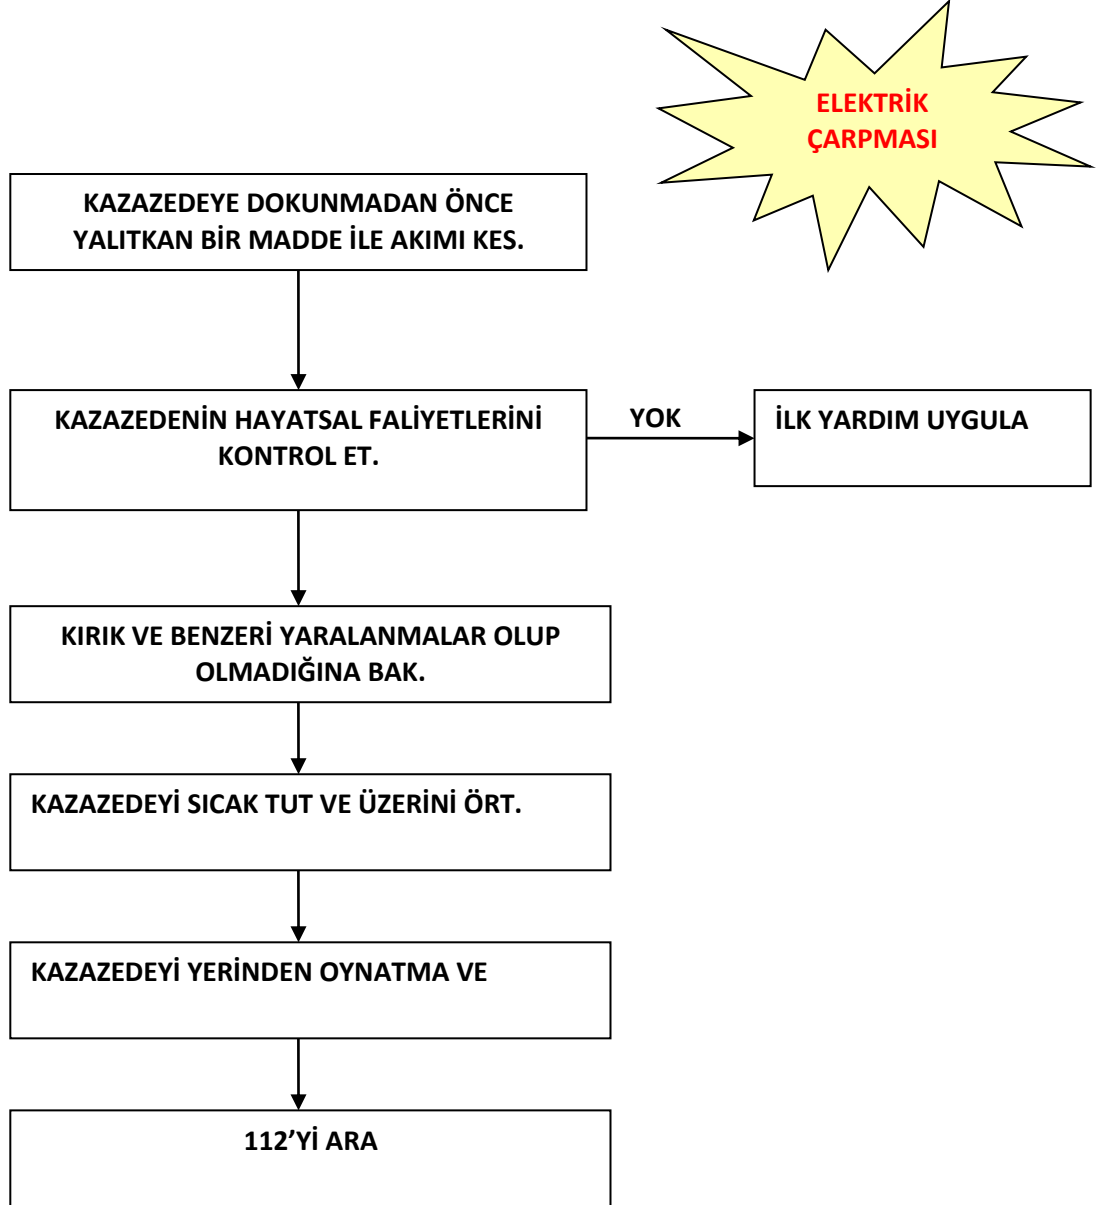 ELEKTRİK
ÇARPMASI
KAZAZEDEYE DOKUNMADAN ÖNCE
YALITKAN BİR MADDE İLE AKIMI KES.
KAZAZEDENİN HAYATSAL FALİYETLERİNİ
KONTROL ET.
YOK
İLK YARDIM UYGULA
KIRIK VE BENZERİ YARALANMALAR OLUP
OLMADIĞINA BAK.
KAZAZEDEYİ SICAK TUT VE ÜZERİNİ ÖRT.
KAZAZEDEYİ YERİNDEN OYNATMA VE
112’Yİ ARA